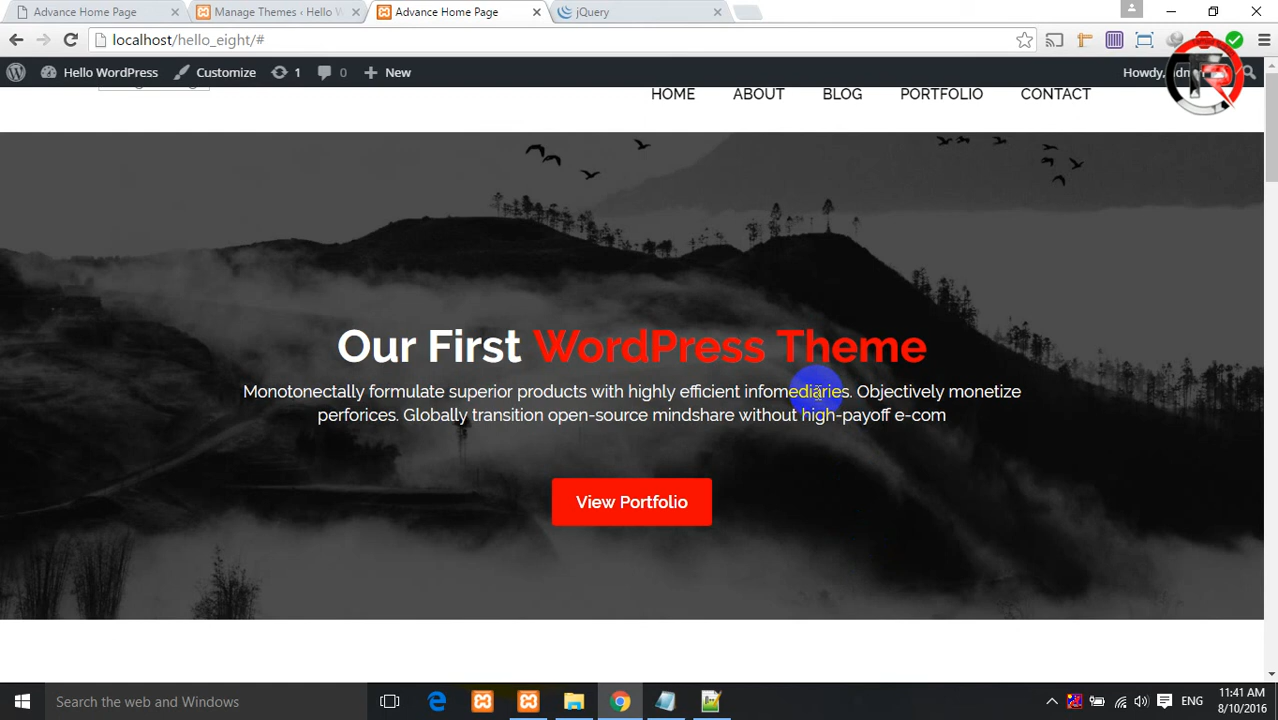 Advance Home Page
Manage Themes ‹ Hello W
Advance Home Page
jQuery
localhost/hello_eight/#
Hello WordPress
Customize
1
0
New
Howdy, adm
HOME
ABOUT
BLOG
PORTFOLIO
CONTACT
Our First WordPress Theme
Monotonectally formulate superior products with highly efficient infomediaries. Objectively monetize
perforices. Globally transition open-source mindshare without high-payoff e-com
View Portfolio
Search the web and Windows
ENG
11:41 AM
8/10/2016